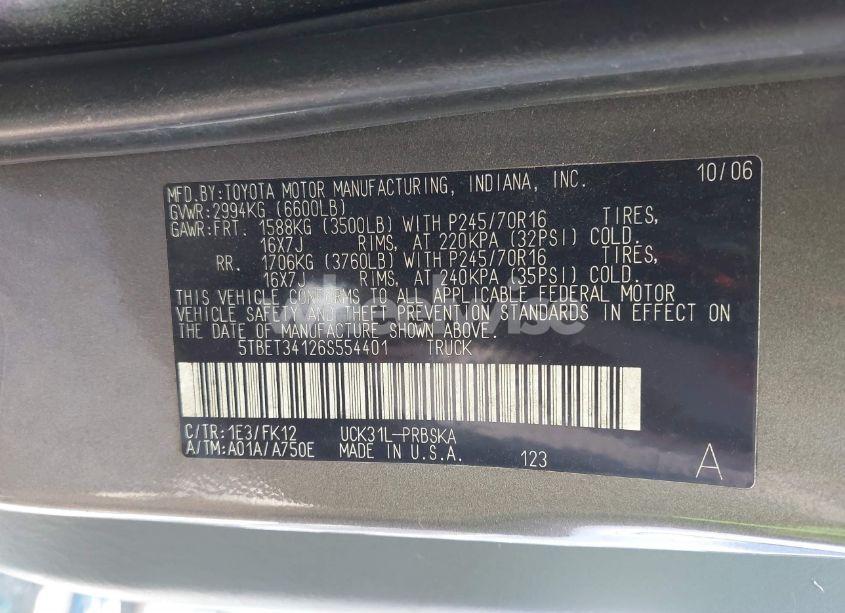 MFD.BY:TOYOTA MOTOR MANUFACTURING, INDIANA, INC. 10/06
GVWR:2994KG (6600LB)
GAWR:FRT. 1588KG (3500LB) WITH P245/70R16 TIRES,
16X7J RIMS, AT 220KPA (32PSI) COLD.
RR. 1706KG (3760LB) WITH P245/70R16 TIRES,
16X7J RIMS, AT 240KPA (35PSI) COLD.
THIS VEHICLE CONFORMS TO ALL APPLICABLE FEDERAL MOTOR
VEHICLE SAFETY AND THEFT PREVENTION STANDARDS IN EFFECT ON
THE DATE OF MANUFACTURE SHOWN ABOVE.
5TBET34126S554401 TRUCK
C/TR:1E3/FK12 UCK31L-PRBSKA
A/TM:A01A/A750E MADE IN U.S.A. 123 A